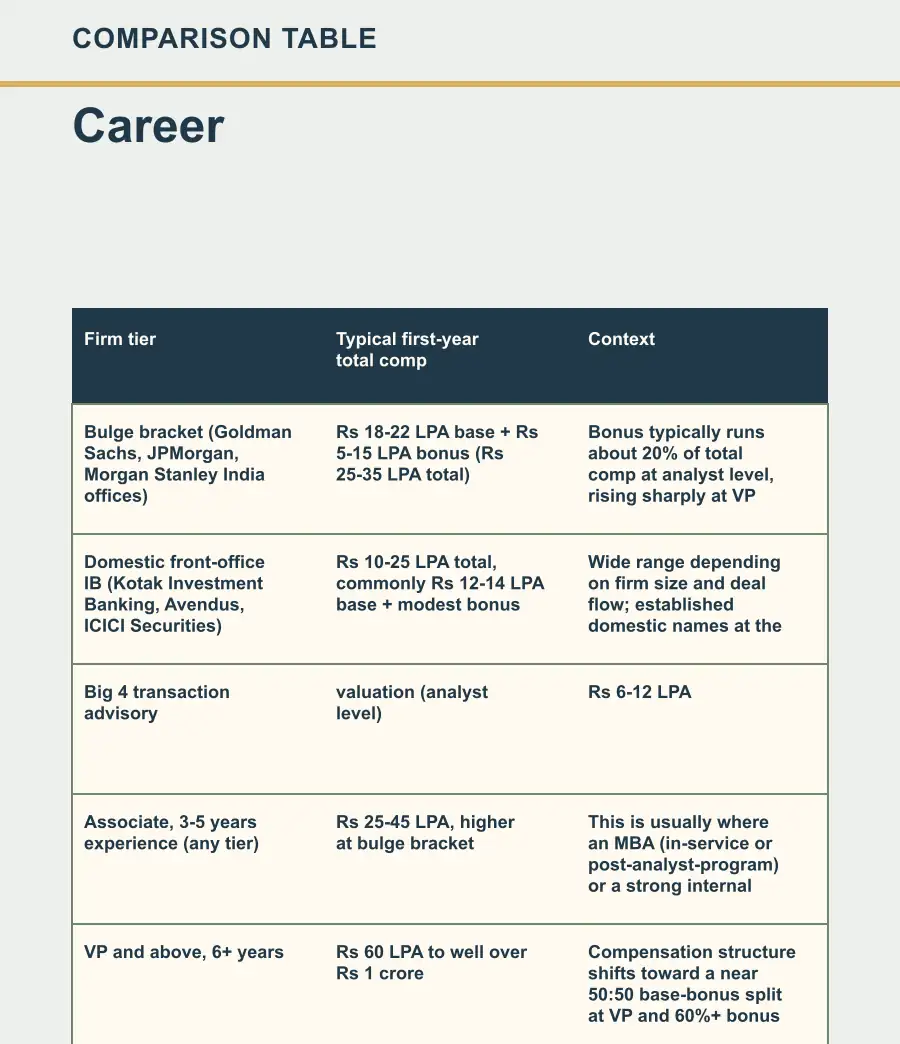 COMPARISON TABLE
Career
Firm tier
Typical first-year
total comp
Context
Bulge bracket (Goldman
Sachs, JPMorgan,
Morgan Stanley India
offices)
Rs 18-22 LPA base + Rs
5-15 LPA bonus (Rs
25-35 LPA total)
Bonus typically runs
about 20% of total
comp at analyst level,
rising sharply at VP
Domestic front-office
IB (Kotak Investment
Banking, Avendus,
ICICI Securities)
Rs 10-25 LPA total,
commonly Rs 12-14 LPA
base + modest bonus
Wide range depending
on firm size and deal
flow; established
domestic names at the
Big 4 transaction
advisory
valuation (analyst
level)
Rs 6-12 LPA
Associate, 3-5 years
experience (any tier)
Rs 25-45 LPA, higher
at bulge bracket
This is usually where
an MBA (in-service or
post-analyst-program)
or a strong internal
VP and above, 6+ years
Rs 60 LPA to well over
Rs 1 crore
Compensation structure
shifts toward a near
50:50 base-bonus split
at VP and 60%+ bonus